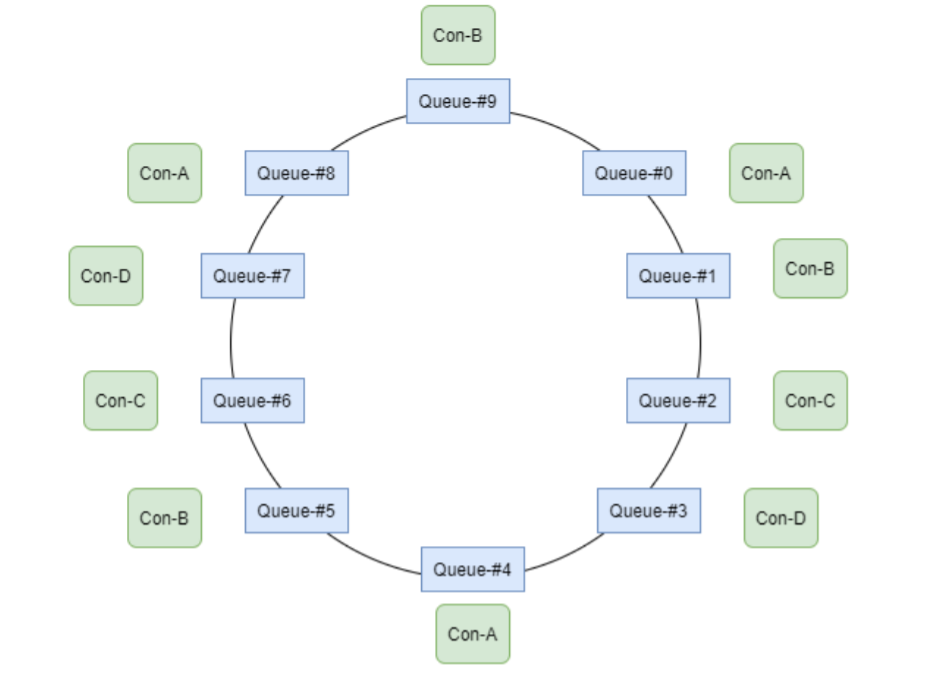 Con-B
Queue-#9
Con-A
Queue-#8
Queue-#0
Con-A
Con-D
Queue-#7
Queue-#1
Con-B
Con-C
Queue-#6
Queue-#2
Con-C
Con-B
Queue-#5
Queue-#3
Con-D
Queue-#4
Con-A